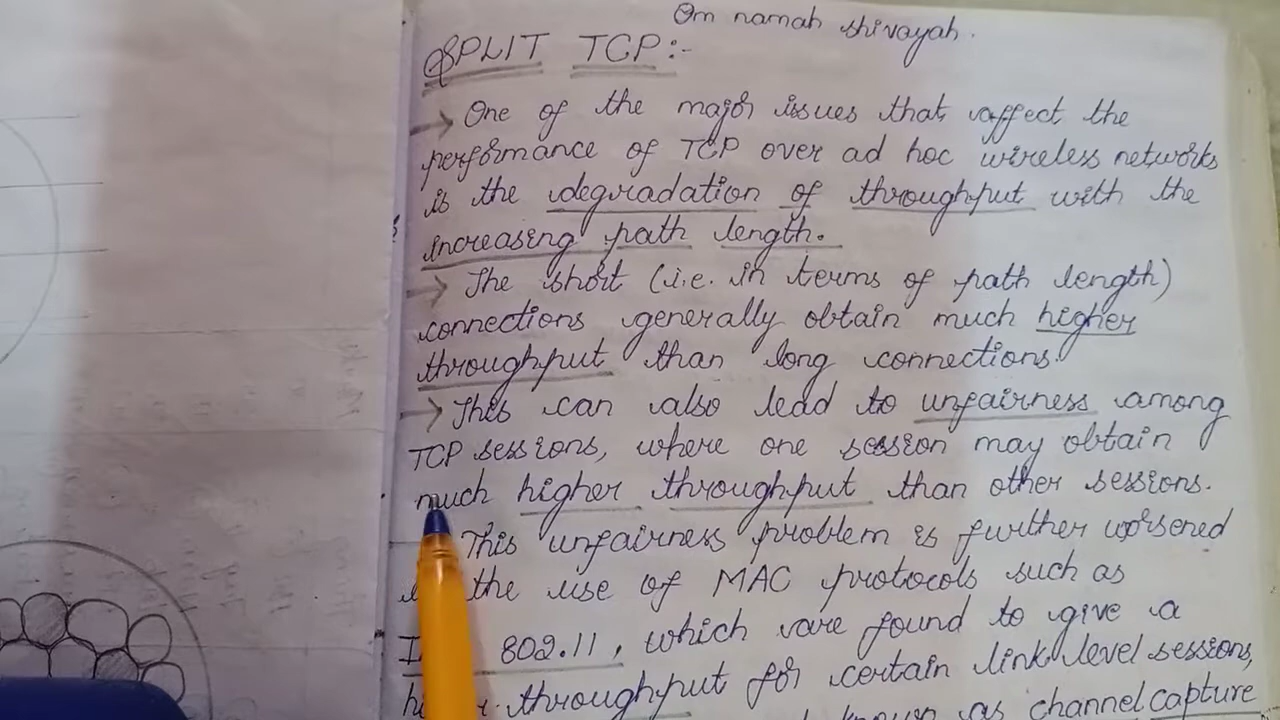 Om namah shivayah.
SPLIT TCP:-
→ One of the major issues that affect the
performance of TCP over ad hoc wireless networks
is the degradation of throughput with the
increasing path length.
→ The short (i.e. in terms of path length)
connections generally obtain much higher
throughput than long connections.
→ This can also lead to unfairness among
TCP sessions, where one session may obtain
much higher throughput than other sessions.
This unfairness problem is further worsened
the use of MAC protocols such as
802.11, which are found to give a
throughput for certain link level sessions,
known as channel capture